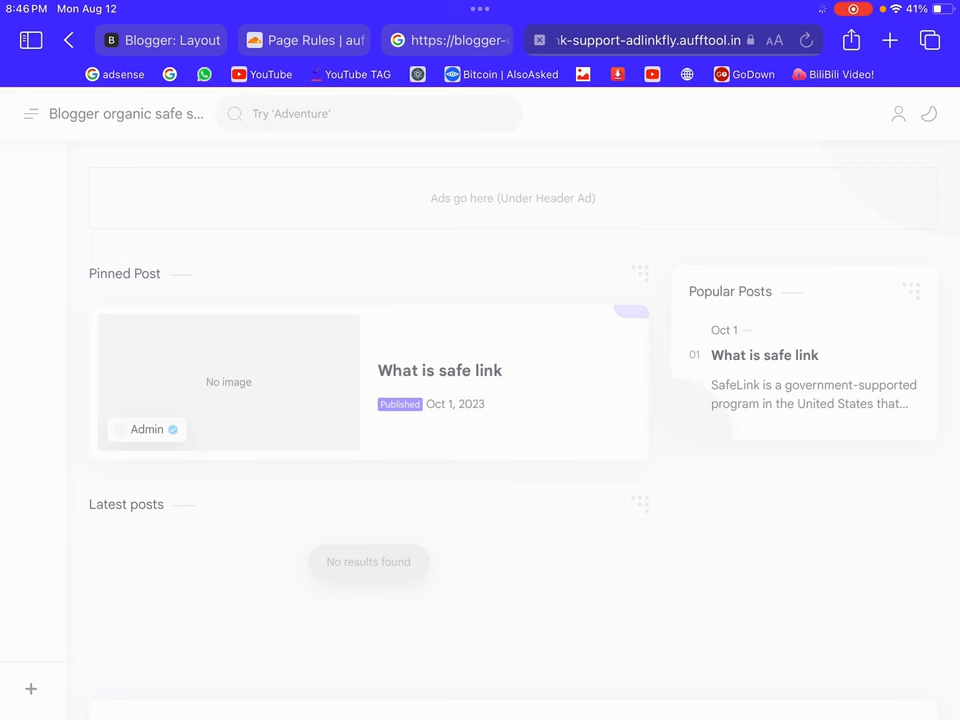 8:46 PM Mon Aug 12
41%
Blogger: Layout
Page Rules | auf
https://blogger-
k-support-adlinkfly.aufftool.in
AA
adsense
YouTube
YouTube TAG
Bitcoin | AlsoAsked
GoDown
BiliBili Video!
Blogger organic safe s...
Try 'Adventure'
Ads go here (Under Header Ad)
Pinned Post
No image
Admin
What is safe link
Published Oct 1, 2023
Popular Posts
Oct 1
01 What is safe link
SafeLink is a government-supported
program in the United States that...
Latest posts
No results found